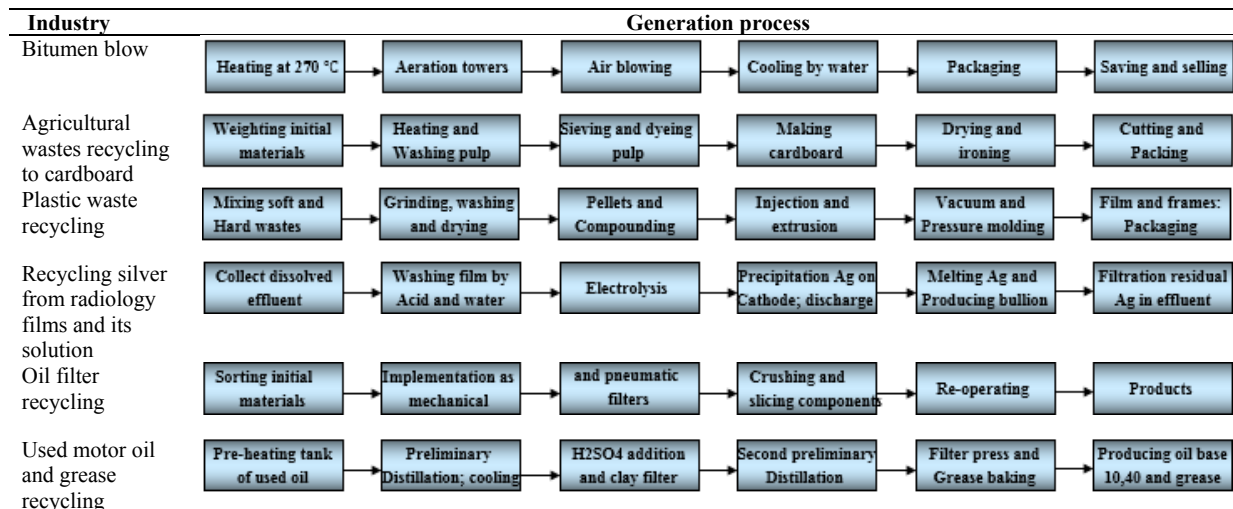 Industry Generation process
Bitumen blow
Heating at 270 °C
Aeration towers
Air blowing
Cooling by water
Packaging
Saving and selling
Agricultural
wastes recycling
to cardboard
Weighting initial
materials
Heating and
Washing pulp
Sieving and dyeing
pulp
Making
cardboard
Drying and
ironing
Cutting and
Packing
Plastic waste
recycling
Mixing soft and
Hard wastes
Grinding, washing
and drying
Pellets and
Compounding
Injection and
extrusion
Vacuum and
Pressure molding
Film and frames:
Packaging
Recycling silver
from radiology
films and its
solution
Collect dissolved
effluent
Washing film by
Acid and water
Electrolysis
Precipitation Ag on
Cathode; discharge
Melting Ag and
Producing bullion
Filtration residual
Ag in effluent
Oil filter
recycling
Sorting initial
materials
Implementation as
mechanical
and pneumatic
filters
Crushing and
slicing components
Re-operating
Products
Used motor oil
and grease
recycling
Pre-heating tank
of used oil
Preliminary
Distillation; cooling
H2SO4 addition
and clay filter
Second preliminary
Distillation
Filter press and
Grease baking
Producing oil base
10,40 and grease